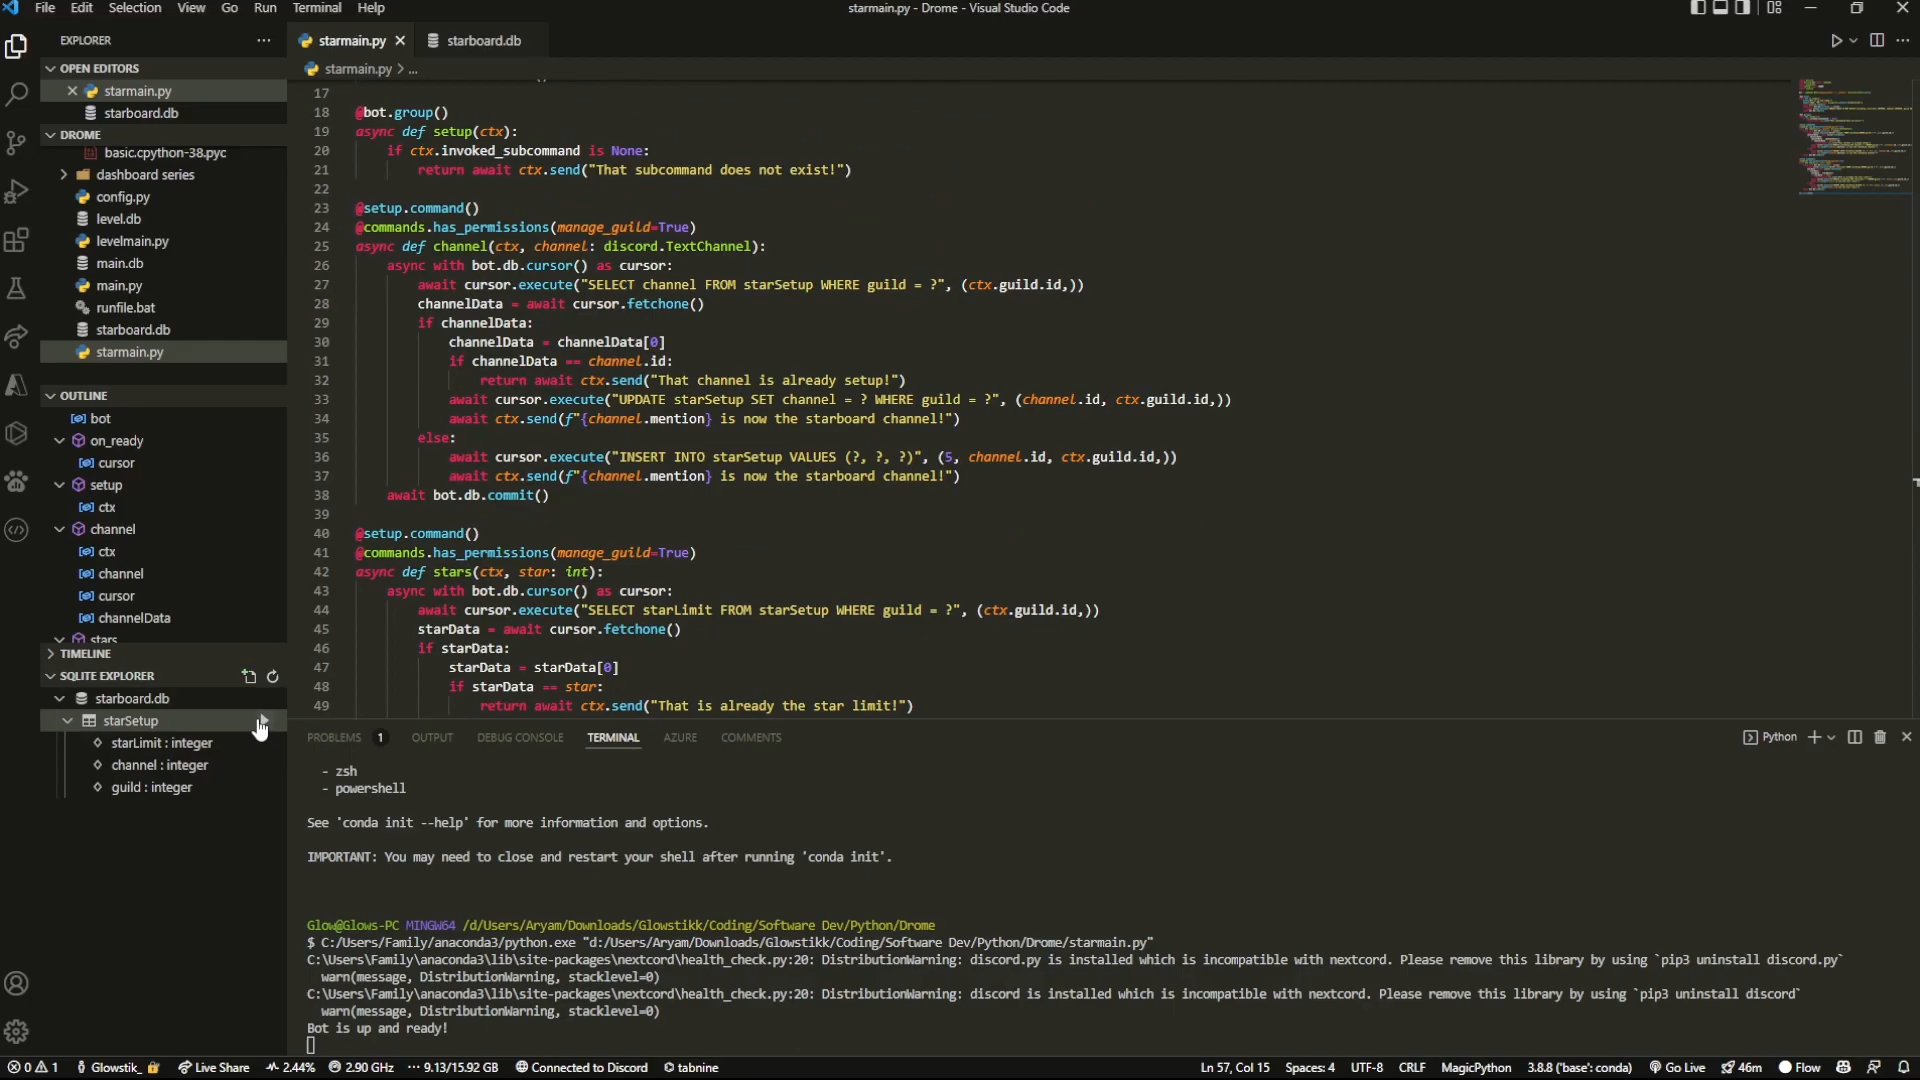 File Edit Selection View Go Run Terminal Help
starmain.py - Drome - Visual Studio Code
EXPLORER
OPEN EDITORS
starmain.py
starboard.db
DROME
basic.cpython-38.pyc
dashboard series
config.py
level.db
levelmain.py
main.db
main.py
runfile.bat
starboard.db
starmain.py
OUTLINE
bot
on_ready
cursor
setup
ctx
channel
ctx
channel
cursor
channelData
stars
TIMELINE
SQLITE EXPLORER
starboard.db
starSetup
starLimit : integer
channel : integer
guild : integer
starmain.py starboard.db
starmain.py > ...
17
18 @bot.group()
19 async def setup(ctx):
20 if ctx.invoked_subcommand is None:
21 return await ctx.send("That subcommand does not exist!")
22
23 @setup.command()
24 @commands.has_permissions(manage_guild=True)
25 async def channel(ctx, channel: discord.TextChannel):
26 async with bot.db.cursor() as cursor:
27 await cursor.execute("SELECT channel FROM starSetup WHERE guild = ?", (ctx.guild.id,))
28 channelData = await cursor.fetchone()
29 if channelData:
30 channelData = channelData[0]
31 if channelData == channel.id:
32 return await ctx.send("That channel is already setup!")
33 await cursor.execute("UPDATE starSetup SET channel = ? WHERE guild = ?", (channel.id, ctx.guild.id,))
34 await ctx.send(f"{channel.mention} is now the starboard channel!")
35 else:
36 await cursor.execute("INSERT INTO starSetup VALUES (?, ?, ?)", (5, channel.id, ctx.guild.id,))
37 await ctx.send(f"{channel.mention} is now the starboard channel!")
38 await bot.db.commit()
39
40 @setup.command()
41 @commands.has_permissions(manage_guild=True)
42 async def stars(ctx, star: int):
43 async with bot.db.cursor() as cursor:
44 await cursor.execute("SELECT starLimit FROM starSetup WHERE guild = ?", (ctx.guild.id,))
45 starData = await cursor.fetchone()
46 if starData:
47 starData = starData[0]
48 if starData == star:
49 return await ctx.send("That is already the star limit!")
PROBLEMS 1 OUTPUT DEBUG CONSOLE TERMINAL AZURE COMMENTS
Python
- zsh
- powershell
See 'conda init --help' for more information and options.
IMPORTANT: You may need to close and restart your shell after running 'conda init'.
Glow@Glows-PC MINGW64 /d/Users/Aryam/Downloads/Glowstikk/Coding/Software Dev/Python/Drome
$ C:/Users/Family/anaconda3/python.exe "d:/Users/Aryam/Downloads/Glowstikk/Coding/Software Dev/Python/Drome/starmain.py"
C:\Users\Family\anaconda3\lib\site-packages\nextcord\health_check.py:20: DistributionWarning: discord.py is installed which is incompatible with nextcord. Please remove this library by using `pip3 uninstall discord.py`
warn(message, DistributionWarning, stacklevel=0)
C:\Users\Family\anaconda3\lib\site-packages\nextcord\health_check.py:20: DistributionWarning: discord is installed which is incompatible with nextcord. Please remove this library by using `pip3 uninstall discord`
warn(message, DistributionWarning, stacklevel=0)
Bot is up and ready!
0 1 Glowstik_ Live Share 2.44% 2.90 GHz 9.13/15.92 GB Connected to Discord tabnine Ln 57, Col 15 Spaces: 4 UTF-8 CRLF MagicPython 3.8.8 ('base': conda) Go Live 46m Flow